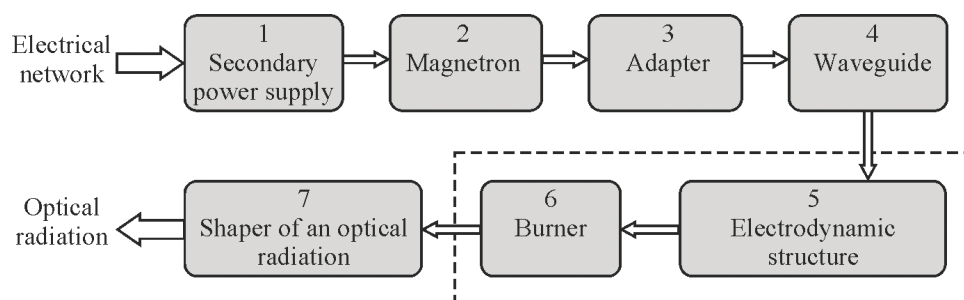 Electrical
network
1
Secondary
power supply
2
Magnetron
3
Adapter
4
Waveguide
5
Electrodynamic
structure
6
Burner
7
Shaper of an optical
radiation
Optical
radiation